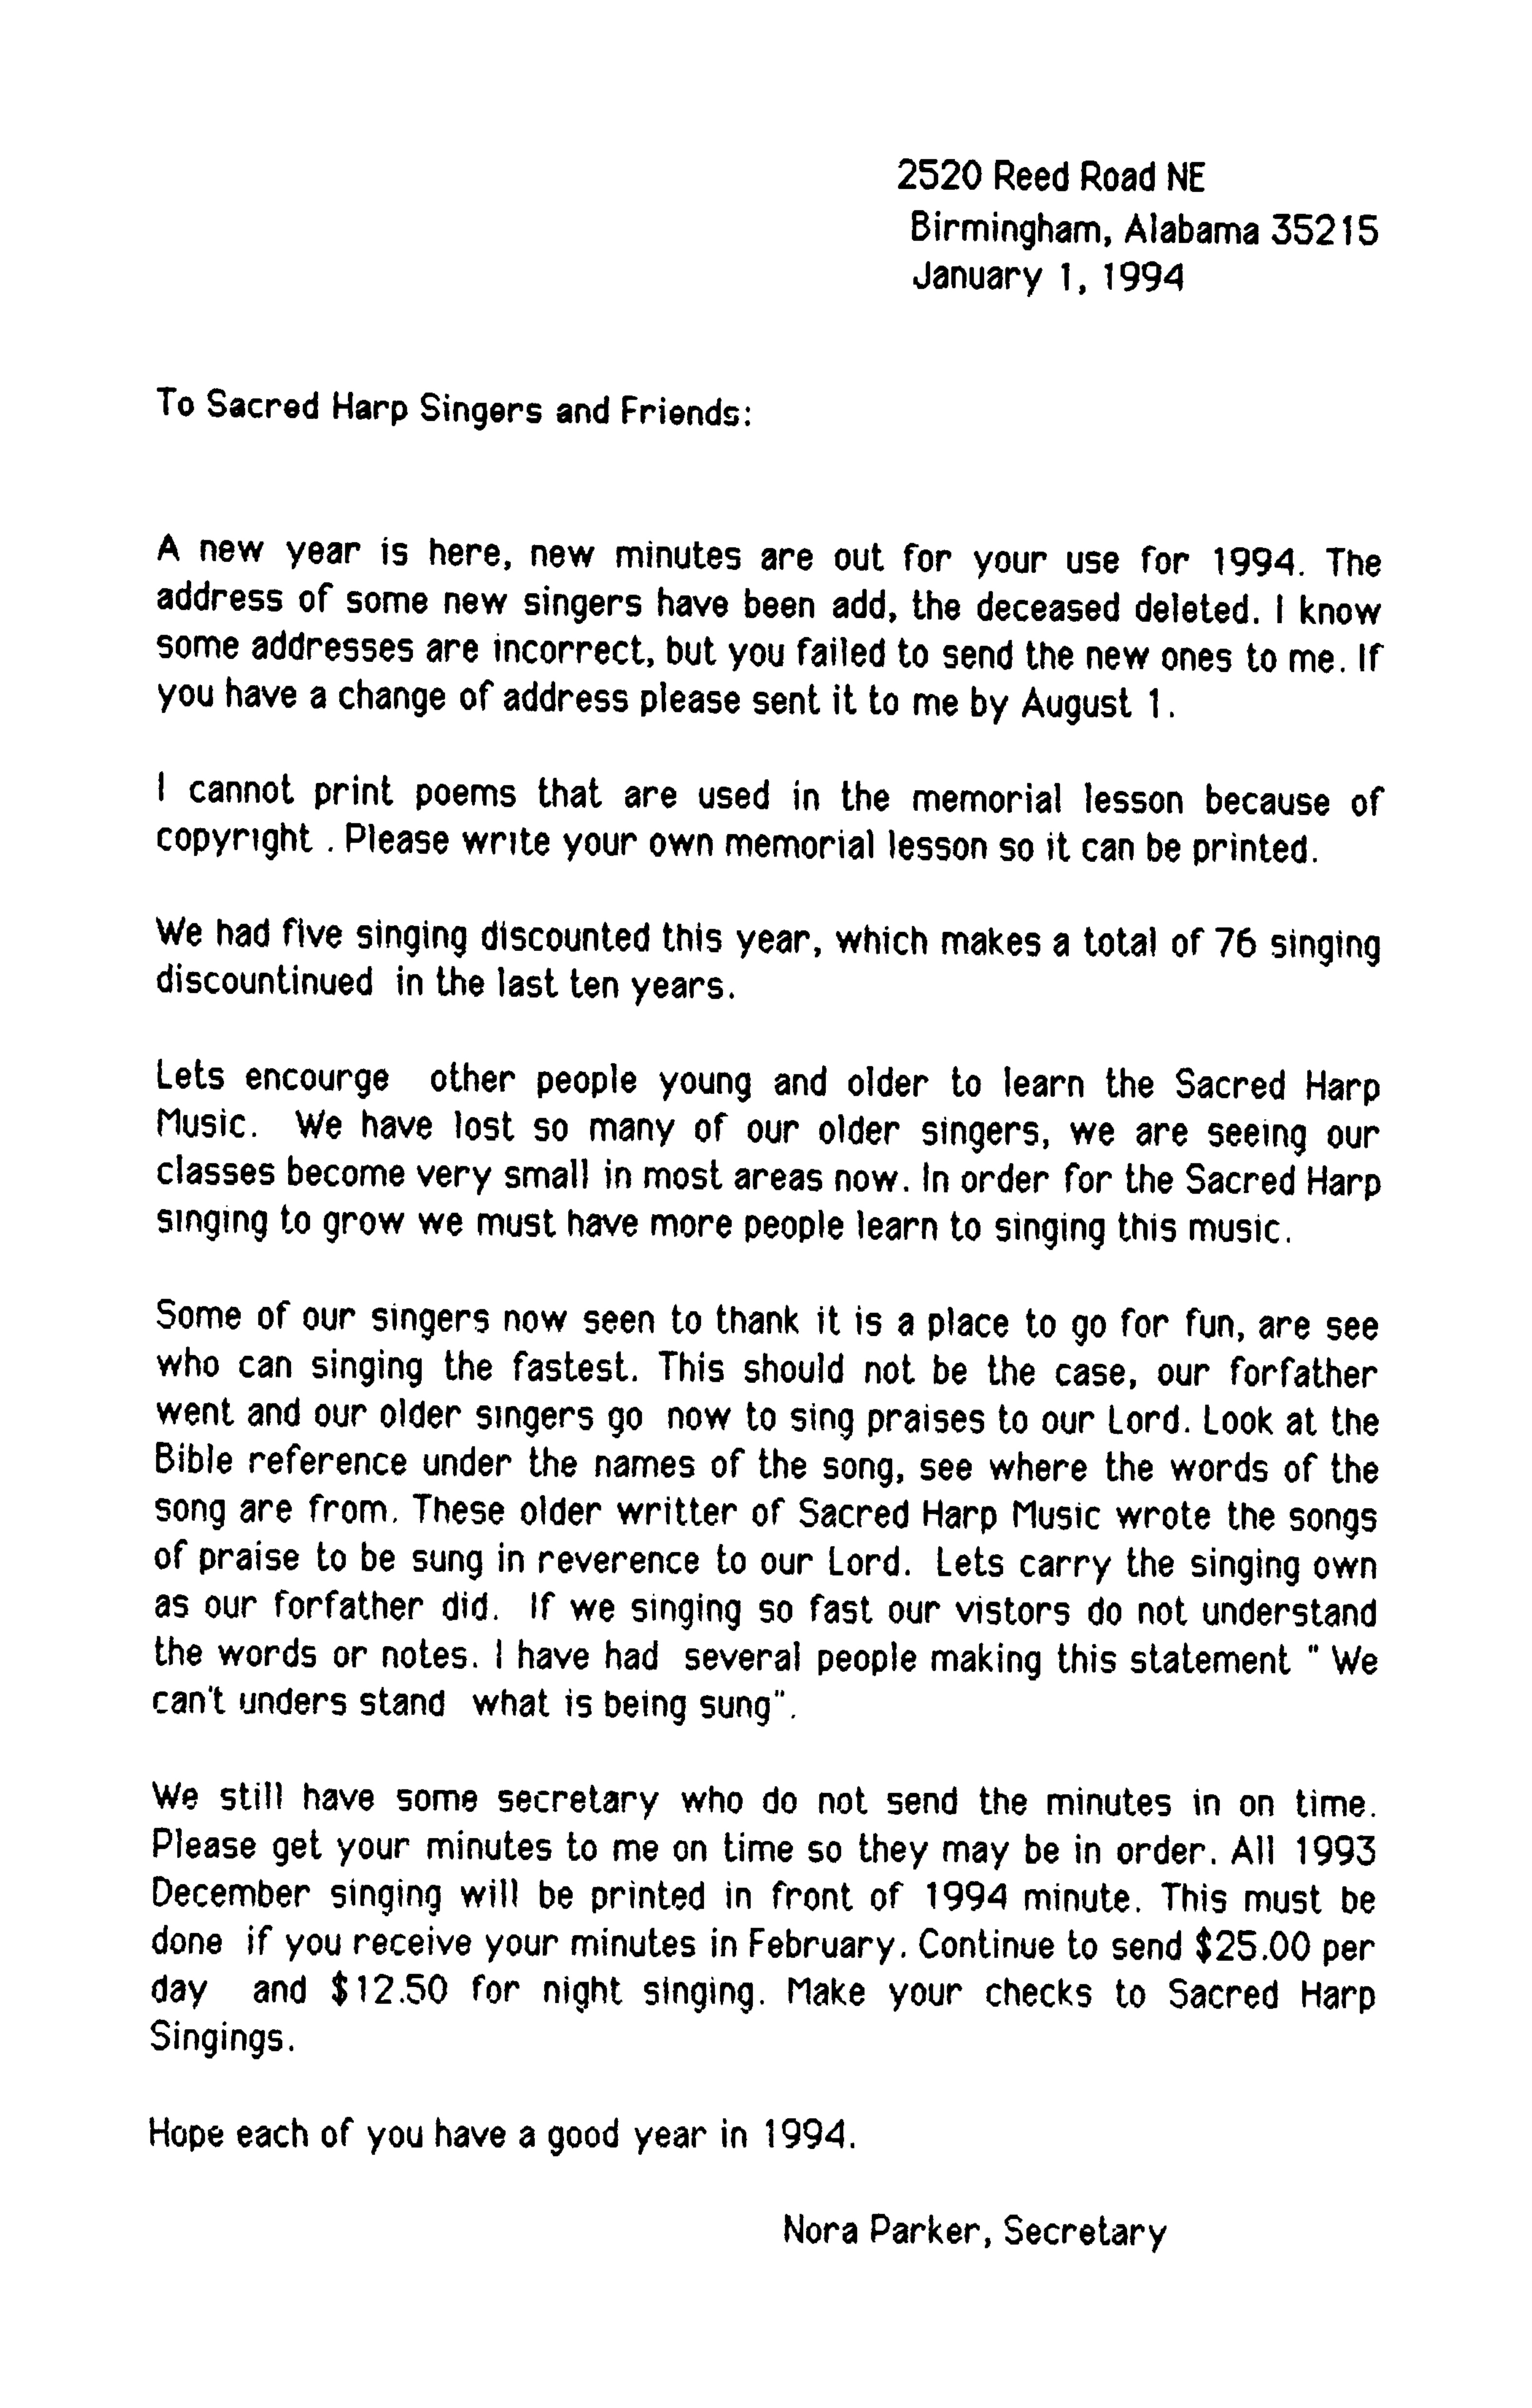 2520 Reed Road NE
Birmingham, Alabama 35215
January 1, 1994
To Sacred Harp Singers and Friends:
A new year is here, new minutes are out for your use for 1994. The
address of some new singers have been add, the deceased deleted. I know
some addresses are incorrect, but you failed to send the new ones to me. If
you have a change of address please sent it to me by August 1.
I cannot print poems that are used in the memorial lesson because of
copyright . Please write your own memorial lesson so it can be printed.
We had five singing discounted this year, which makes a total of 76 singing
discountinued in the last ten years.
Lets encourge other people young and older to learn the Sacred Harp
Music. We have lost so many of our older singers, we are seeing our
classes become very small in most areas now. In order for the Sacred Harp
singing to grow we must have more people learn to singing this music.
Some of our singers now seen to thank it is a place to go for fun, are see
who can singing the fastest. This should not be the case, our forfather
went and our older singers go now to sing praises to our Lord. Look at the
Bible reference under the names of the song, see where the words of the
song are from. These older writter of Sacred Harp Music wrote the songs
of praise to be sung in reverence to our Lord. Lets carry the singing own
as our forfather did. If we singing so fast our vistors do not understand
the words or notes. I have had several people making this statement " We
can't unders stand what is being sung".
We still have some secretary who do not send the minutes in on time.
Please get your minutes to me on time so they may be in order. All 1993
December singing will be printed in front of 1994 minute. This must be
done if you receive your minutes in February. Continue to send $25.00 per
day and $12.50 for night singing. Make your checks to Sacred Harp
Singings.
Hope each of you have a good year in 1994.
Nora Parker, Secretary